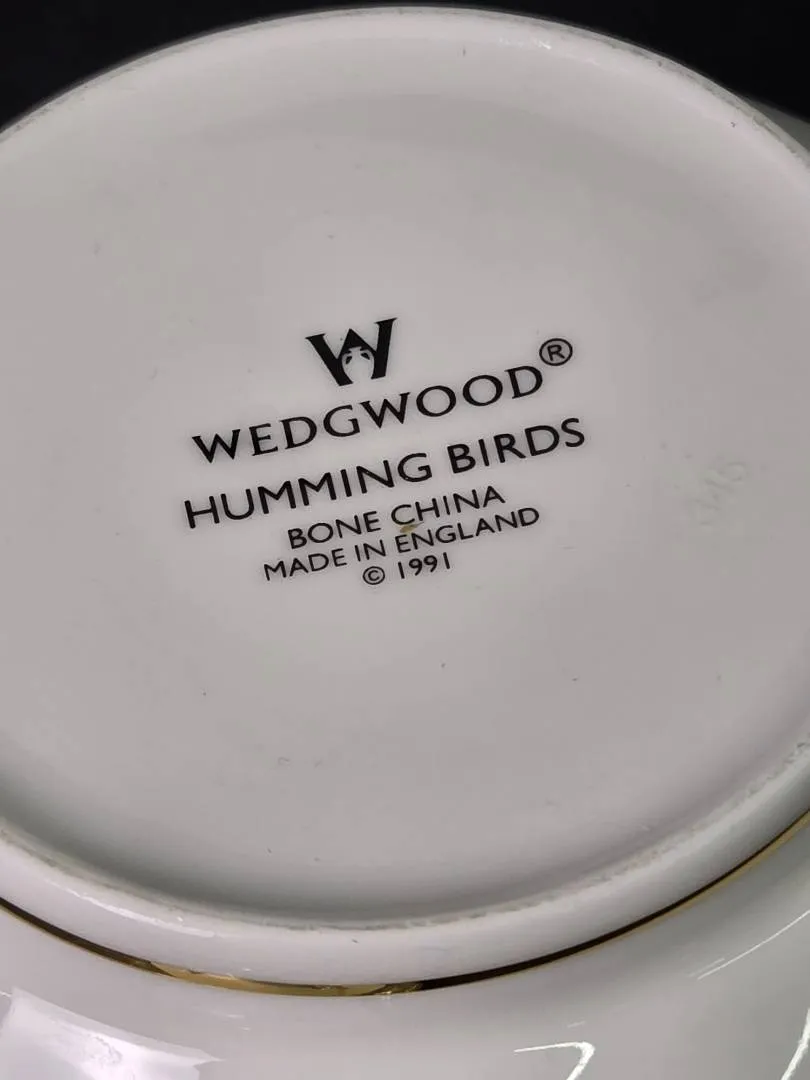 W
WEDGWOOD®
HUMMING BIRDS
BONE CHINA
MADE IN ENGLAND
© 1991